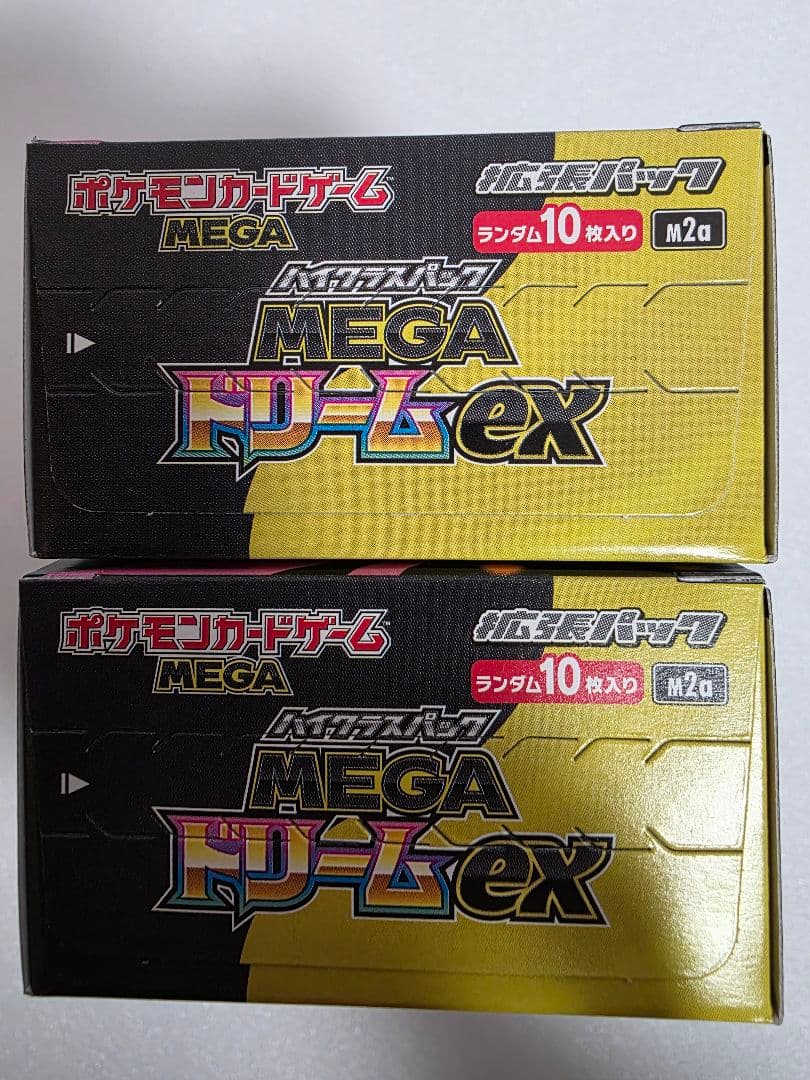 ポケモンカードゲーム™
MEGA
拡張パック
ランダム10枚入り M2a
ハイクラスパック
MEGA
ドリームex
ポケモンカードゲーム™
MEGA
拡張パック
ランダム10枚入り M2a
ハイクラスパック
MEGA
ドリームex